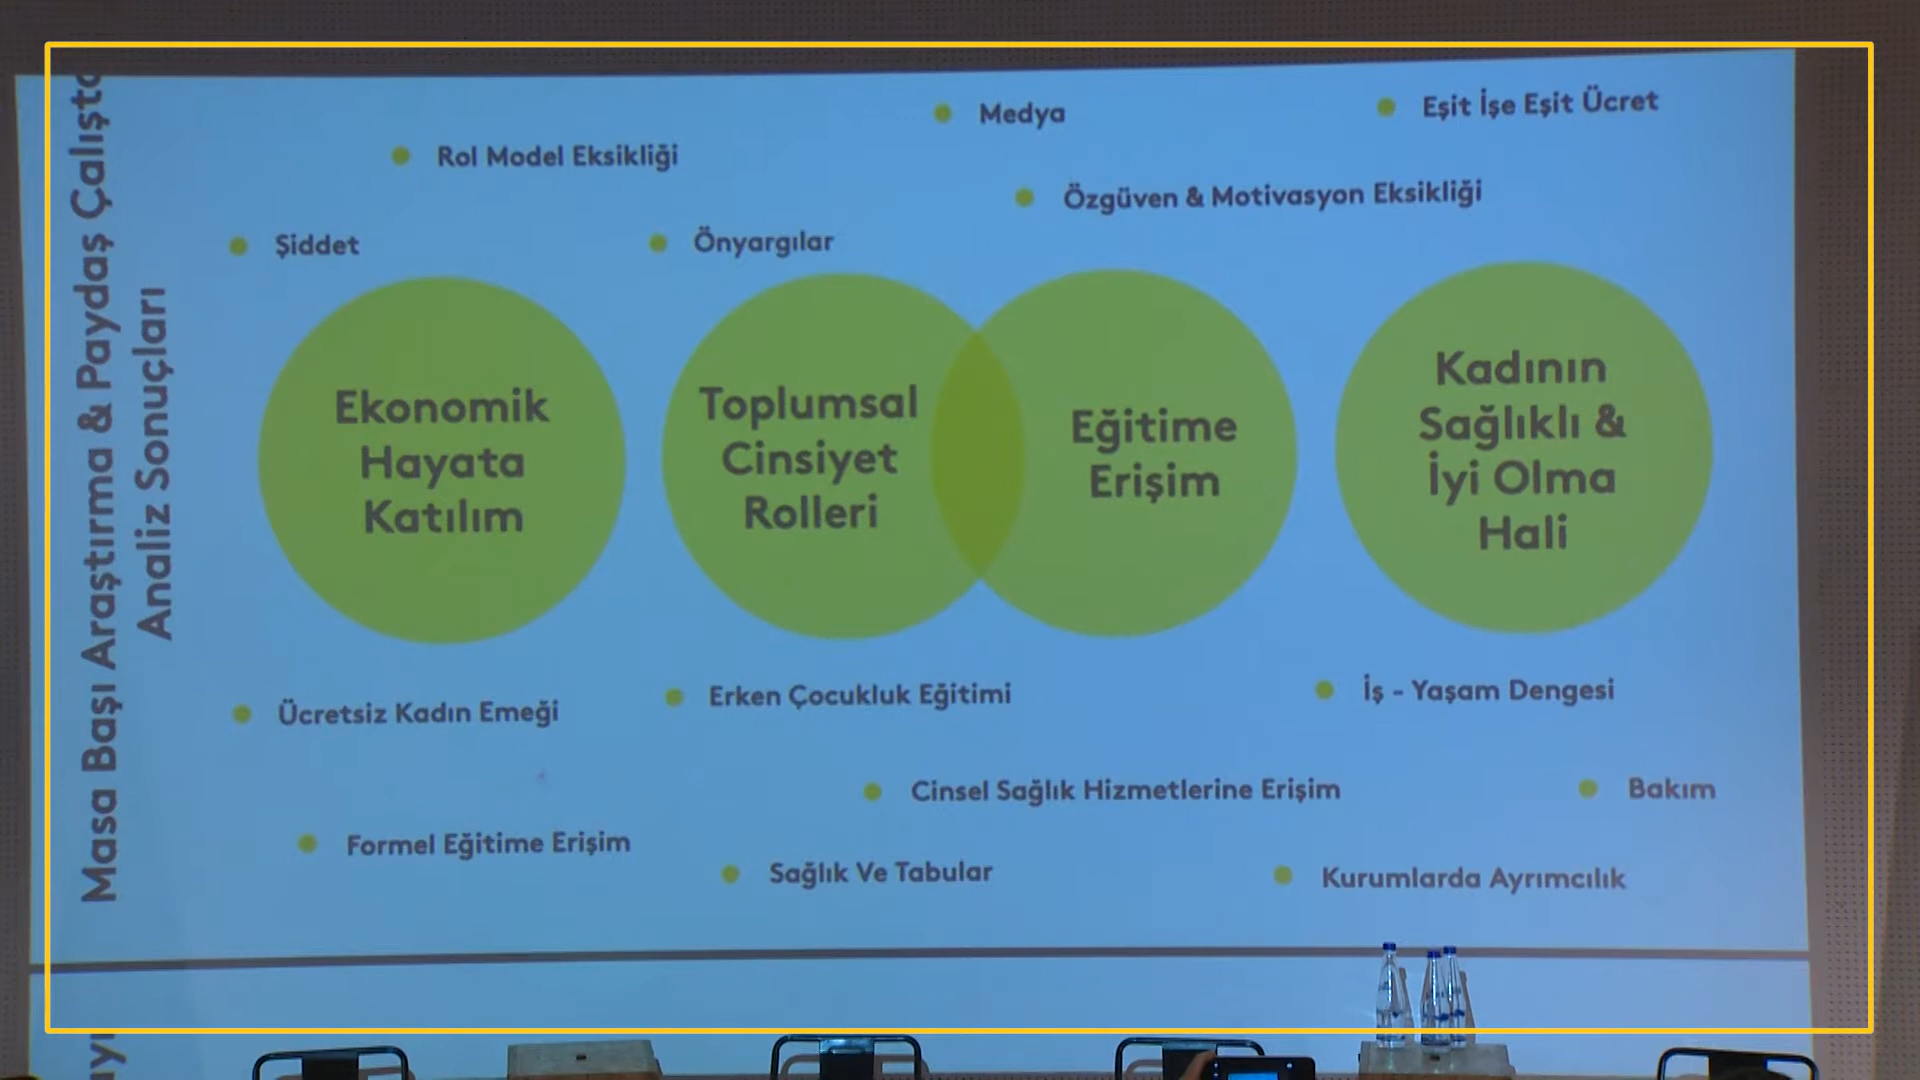 Masa Başı Araştırma & Paydaş
Analiz Sonuçları
Medya
Eşit İşe Eşit Ücret
Rol Model Eksikliği
Özgüven & Motivasyon Eksikliği
Şiddet
Önyargılar
Ekonomik
Hayata
Katılım
Toplumsal
Cinsiyet
Rolleri
Eğitime
Erişim
Kadının
Sağlıklı &
İyi Olma
Hali
Ücretsiz Kadın Emeği
Erken Çocukluk Eğitimi
İş - Yaşam Dengesi
Cinsel Sağlık Hizmetlerine Erişim
Bakım
Formel Eğitime Erişim
Sağlık Ve Tabular
Kurumlarda Ayrımcılık